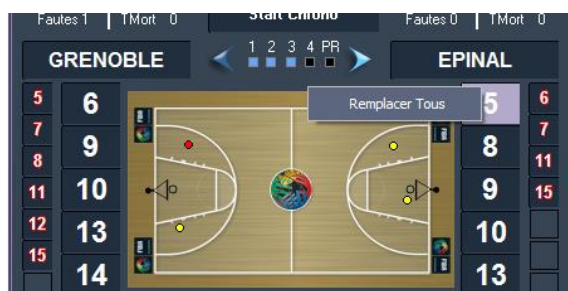 Fautes 1 TMort 0 Start Chrono Fautes 0 TMort 0
GRENOBLE 1 2 3 4 PR EPINAL
Remplacer Tous
5 6 5 6
7 9 8 7
8 11
11 10 9 15
12 13 10
15 14 13